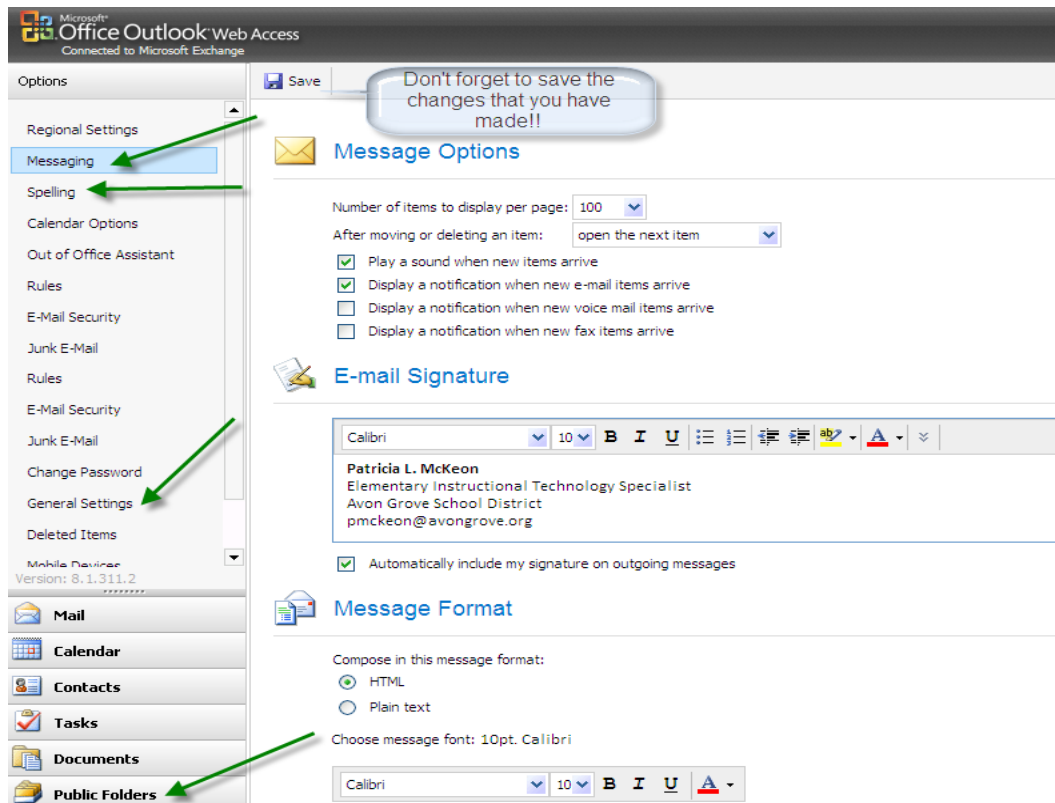 Microsoft®
Office Outlook Web Access
Connected to Microsoft Exchange
Options
Regional Settings
Messaging
Spelling
Calendar Options
Out of Office Assistant
Rules
E-Mail Security
Junk E-Mail
Rules
E-Mail Security
Junk E-Mail
Change Password
General Settings
Deleted Items
Mobile Devices
Version: 8.1.311.2
Mail
Calendar
Contacts
Tasks
Documents
Public Folders
Save
Don't forget to save the
changes that you have
made!!
Message Options
Number of items to display per page: 100
After moving or deleting an item: open the next item
Play a sound when new items arrive
Display a notification when new e-mail items arrive
Display a notification when new voice mail items arrive
Display a notification when new fax items arrive
E-mail Signature
Calibri 10 B I U ab A
Patricia L. McKeon
Elementary Instructional Technology Specialist
Avon Grove School District
pmckeon@avongrove.org
Automatically include my signature on outgoing messages
Message Format
Compose in this message format:
HTML
Plain text
Choose message font: 10pt. Calibri
Calibri 10 B I U A